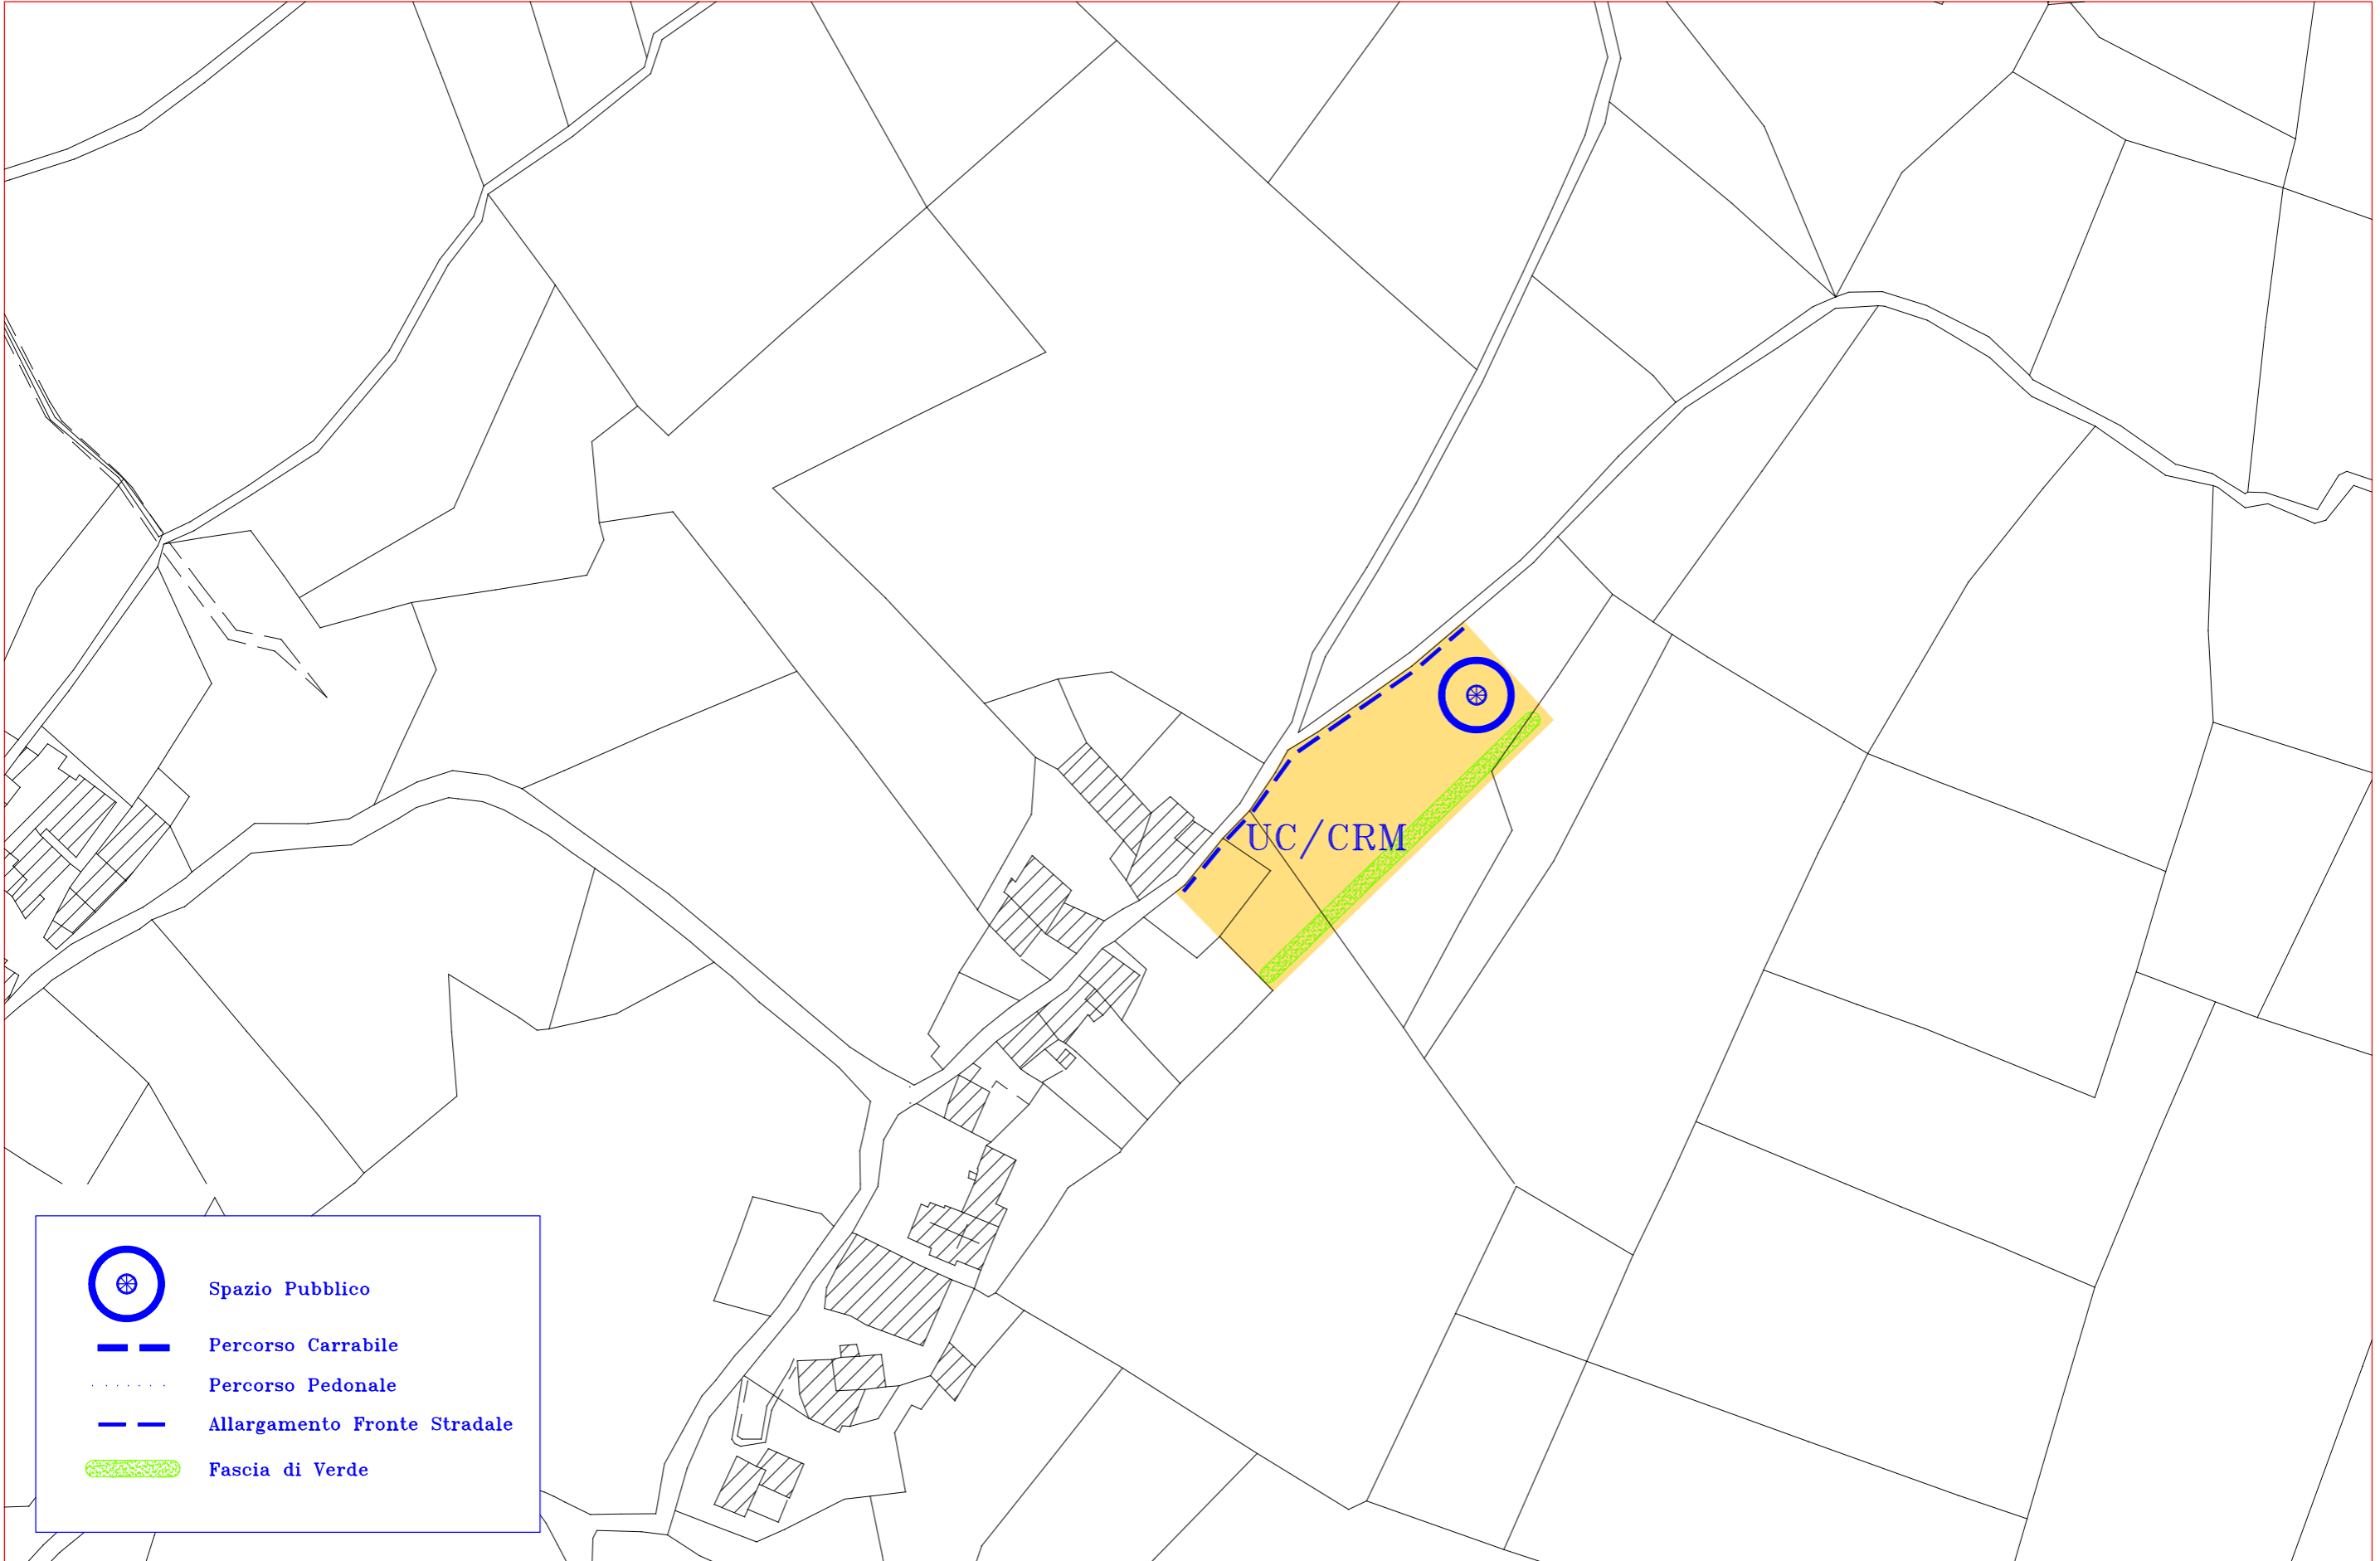 UC/CRM
Spazio Pubblico
Percorso Carrabile
Percorso Pedonale
Allargamento Fronte Stradale
Fascia di Verde